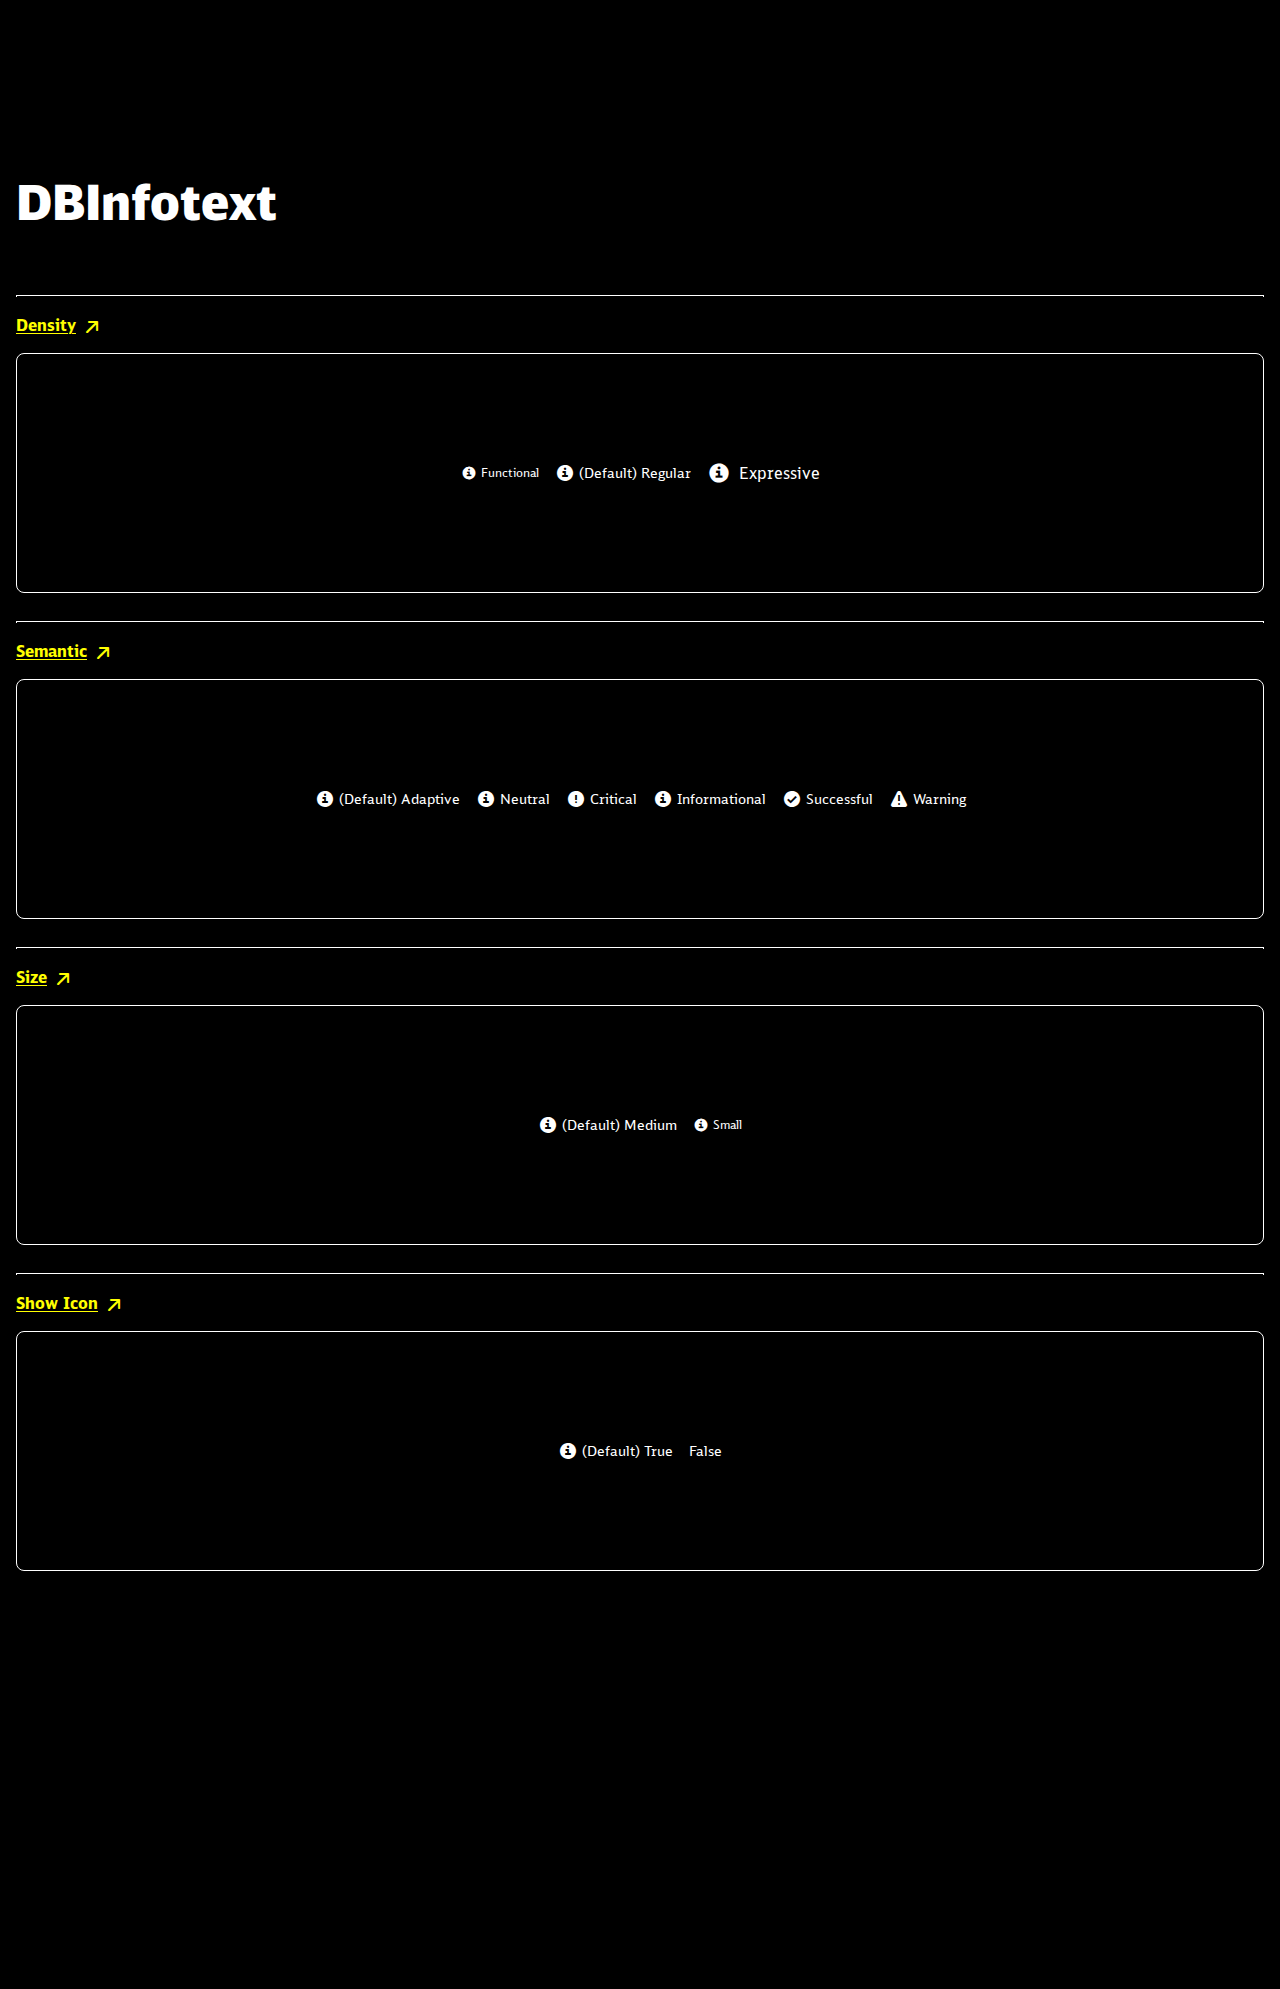 DBInfotext
Density
Functional (Default) Regular Expressive
Semantic
(Default) Adaptive Neutral Critical Informational Successful Warning
Size
(Default) Medium Small
Show Icon
(Default) True False